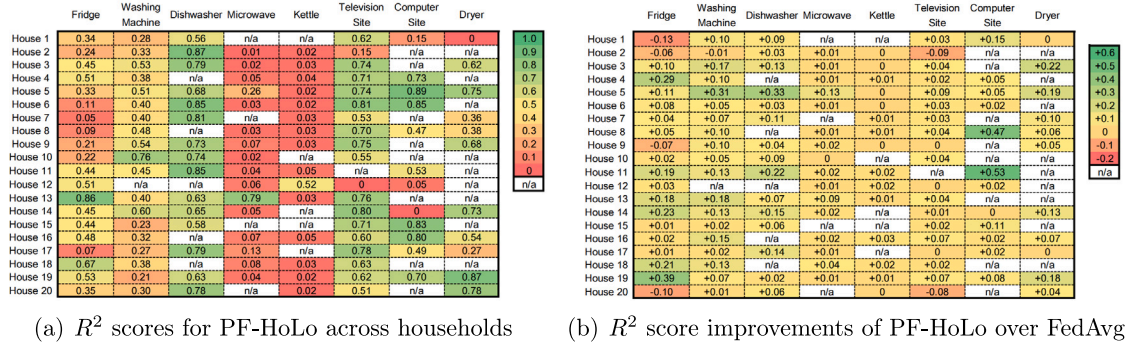 Fridge Washing Machine Dishwasher Microwave Kettle Television Site Computer Site Dryer
House 1 0.34 0.28 0.56 n/a n/a 0.62 0.15 0
House 2 0.24 0.33 0.87 0.01 0.02 0.15 n/a n/a
House 3 0.45 0.53 0.79 0.02 0.03 0.74 n/a 0.62
House 4 0.51 0.38 n/a 0.05 0.04 0.71 0.73 n/a
House 5 0.33 0.51 0.68 0.26 0.02 0.74 0.89 0.75
House 6 0.11 0.40 0.85 0.03 0.02 0.81 0.85 n/a
House 7 0.05 0.40 0.81 n/a 0.03 0.53 n/a 0.36
House 8 0.09 0.48 n/a 0.03 0.03 0.70 0.47 0.38
House 9 0.21 0.54 0.73 0.07 0.03 0.75 n/a 0.68
House 10 0.22 0.76 0.74 0.02 n/a 0.55 n/a n/a
House 11 0.44 0.45 0.85 0.04 0.02 n/a 0.53 n/a
House 12 0.51 n/a n/a 0.06 0.52 0 0.05 n/a
House 13 0.86 0.40 0.63 0.79 0.03 0.76 n/a n/a
House 14 0.45 0.60 0.65 0.05 n/a 0.80 0 0.73
House 15 0.44 0.23 0.58 n/a n/a 0.71 0.83 n/a
House 16 0.48 0.32 n/a 0.07 0.05 0.60 0.80 0.54
House 17 0.07 0.27 0.79 0.13 n/a 0.78 0.49 0.27
House 18 0.67 0.38 n/a 0.08 0.03 0.63 n/a n/a
House 19 0.53 0.21 0.63 0.04 0.02 0.62 0.70 0.87
House 20 0.35 0.30 0.78 n/a 0.02 0.51 n/a 0.78
1.0
0.9
0.8
0.7
0.6
0.5
0.4
0.3
0.2
0.1
0
n/a
(a) R² scores for PF-HoLo across households
Fridge Washing Machine Dishwasher Microwave Kettle Television Site Computer Site Dryer
House 1 -0.13 +0.10 +0.09 n/a n/a +0.03 +0.15 0
House 2 -0.06 -0.01 +0.03 +0.01 0 -0.09 n/a n/a
House 3 +0.10 +0.17 +0.13 +0.01 0 +0.04 n/a +0.22
House 4 +0.29 +0.10 n/a +0.01 +0.01 +0.02 +0.05 n/a
House 5 +0.11 +0.31 +0.33 +0.13 0 +0.04 +0.05 +0.19
House 6 +0.08 +0.05 +0.03 +0.01 0 +0.03 +0.02 n/a
House 7 +0.04 +0.07 +0.11 n/a +0.01 +0.03 n/a +0.10
House 8 +0.05 +0.10 n/a +0.01 +0.01 +0.04 +0.47 +0.06
House 9 -0.07 +0.10 +0.04 +0.02 0 +0.04 n/a +0.05
House 10 +0.02 +0.05 +0.09 0 n/a +0.04 n/a n/a
House 11 +0.19 +0.13 +0.22 +0.02 +0.02 n/a +0.53 n/a
House 12 +0.03 n/a n/a +0.02 +0.02 0 +0.02 n/a
House 13 +0.18 +0.18 +0.07 +0.09 +0.01 +0.04 n/a n/a
House 14 +0.23 +0.13 +0.15 +0.02 n/a +0.01 0 +0.13
House 15 +0.01 +0.02 +0.06 n/a n/a +0.02 +0.11 n/a
House 16 +0.02 +0.15 n/a +0.02 +0.03 +0.07 +0.02 +0.07
House 17 +0.01 +0.02 +0.14 +0.01 n/a 0 +0.02 0
House 18 +0.21 +0.13 n/a +0.04 +0.02 +0.02 n/a n/a
House 19 +0.39 +0.07 +0.02 +0.01 +0.01 +0.07 +0.08 +0.18
House 20 -0.10 +0.01 +0.06 n/a 0 -0.08 n/a +0.04
+0.6
+0.5
+0.4
+0.3
+0.2
+0.1
0
-0.1
-0.2
n/a
(b) R² score improvements of PF-HoLo over FedAvg